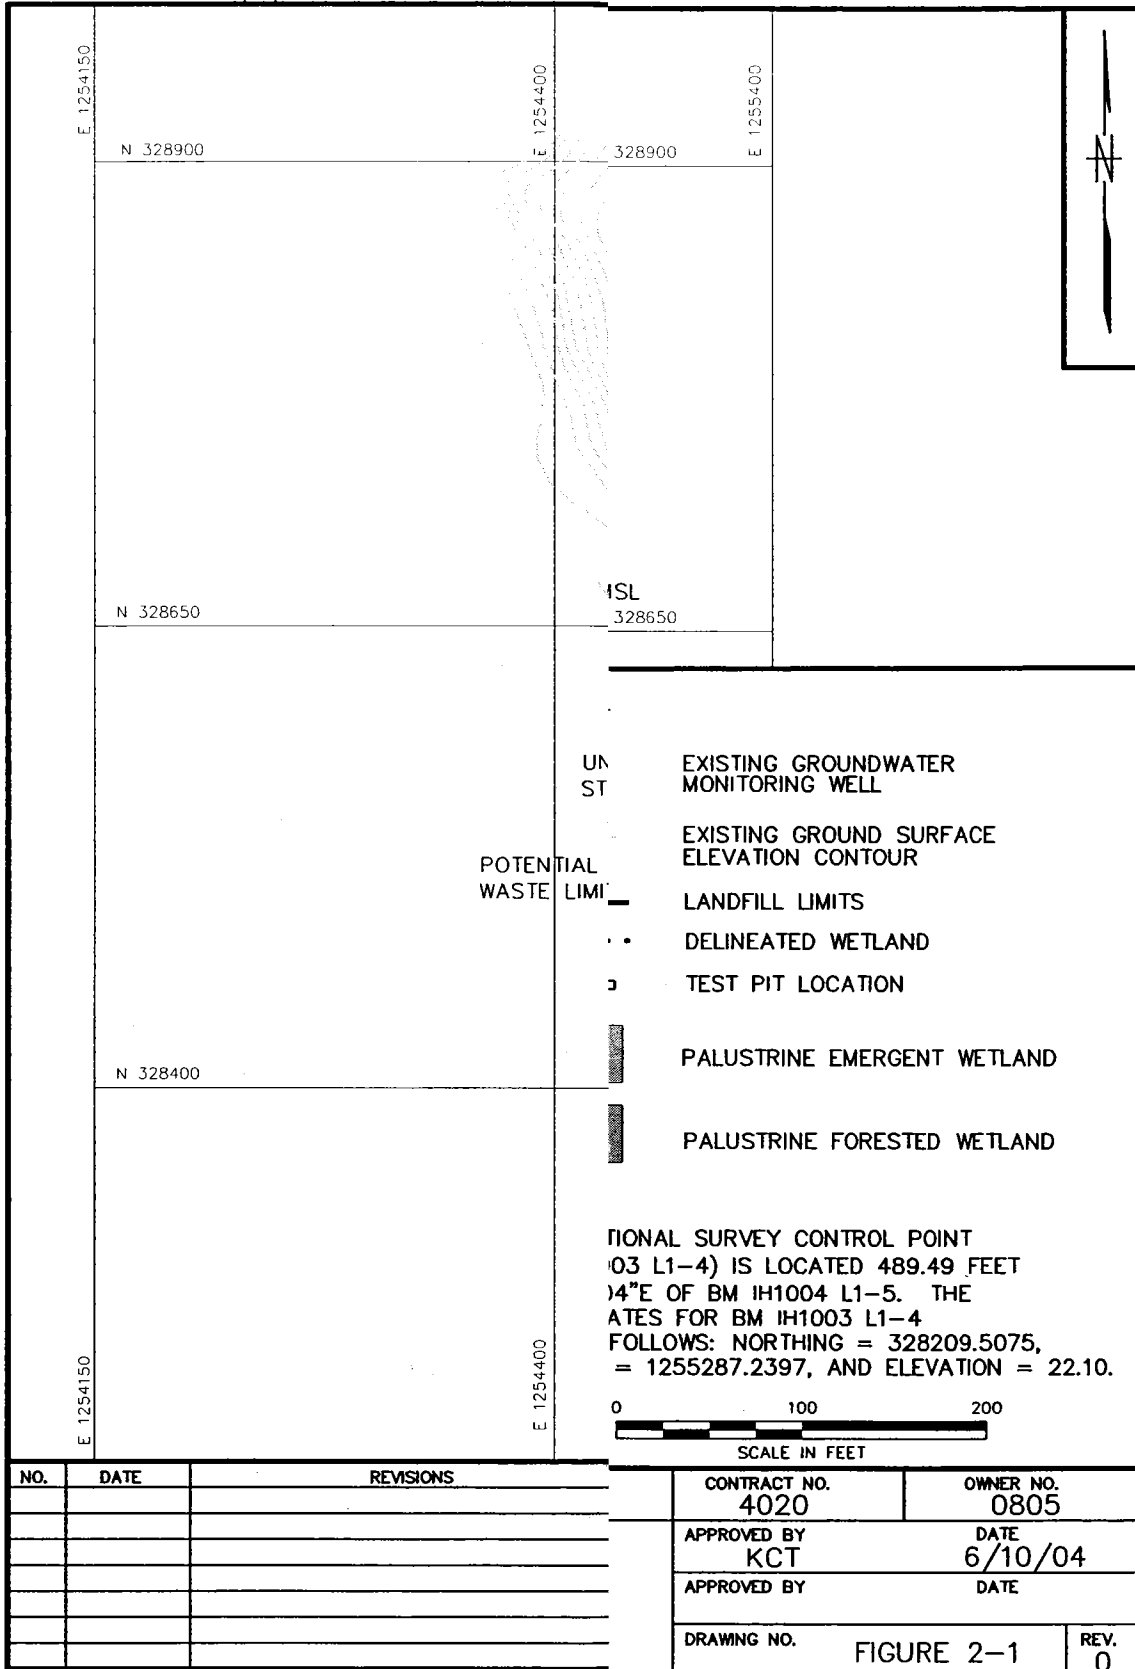 E 1254150
E 1254400
E 1255400
N 328900
328900
N
N 328650
328650
UN
ST
POTENTIAL
WASTE LIMI
N 328400
E 1254150
E 1254400
EXISTING GROUNDWATER
MONITORING WELL
EXISTING GROUND SURFACE
ELEVATION CONTOUR
LANDFILL LIMITS
DELINEATED WETLAND
TEST PIT LOCATION
PALUSTRINE EMERGENT WETLAND
PALUSTRINE FORESTED WETLAND
TIONAL SURVEY CONTROL POINT
03 L1-4) IS LOCATED 489.49 FEET
04"E OF BM IH1004 L1-5. THE
ATES FOR BM IH1003 L1-4
FOLLOWS: NORTHING = 328209.5075,
= 1255287.2397, AND ELEVATION = 22.10.
0 100 200
SCALE IN FEET
NO. DATE REVISIONS
CONTRACT NO. OWNER NO.
4020 0805
APPROVED BY DATE
KCT 6/10/04
APPROVED BY DATE
DRAWING NO. FIGURE 2-1 REV.
0